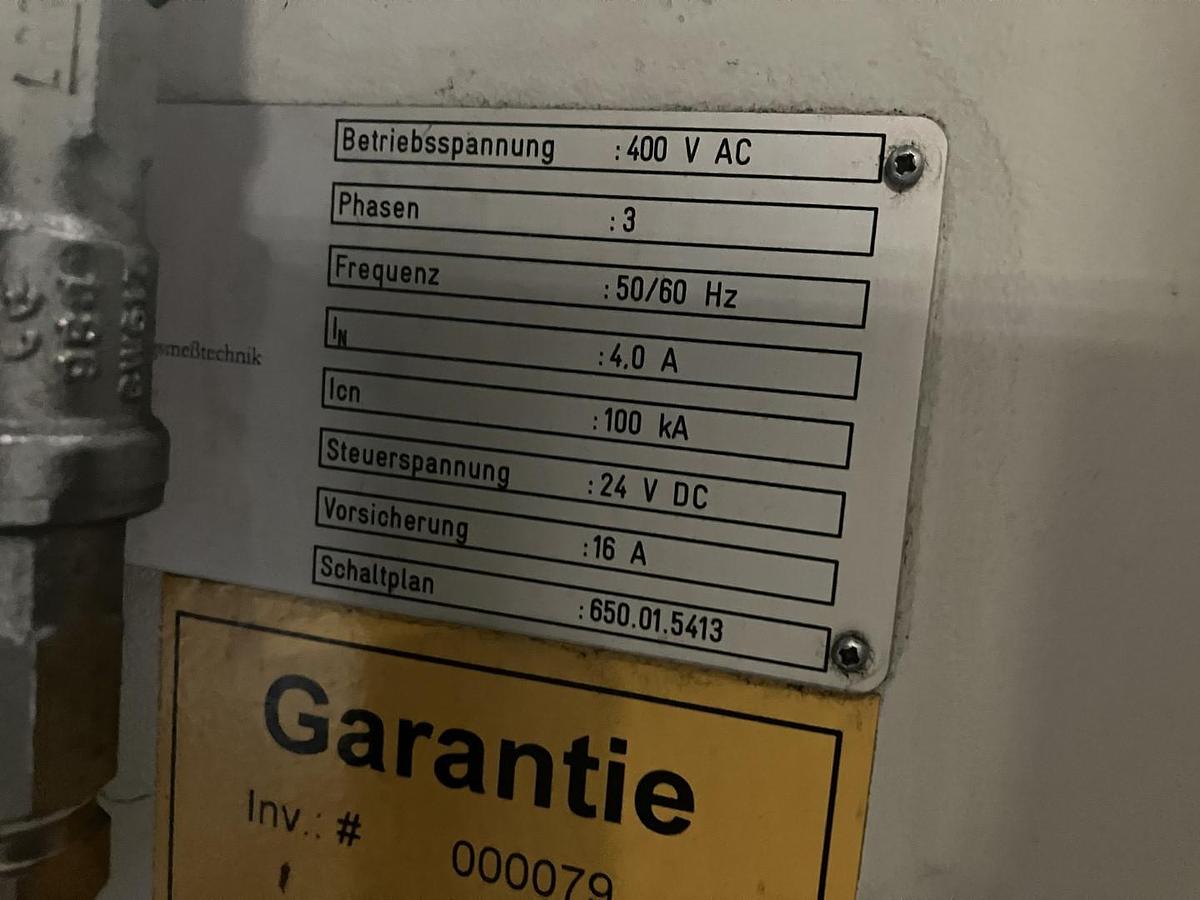 Betriebsspannung :400 V AC
Phasen :3
Frequenz :50/60 Hz
IN :4,0 A
Icn :100 kA
Steuerspannung :24 V DC
Vorsicherung :16 A
Schaltplan :650.01.5413
Garantie
Inv.: #
000079